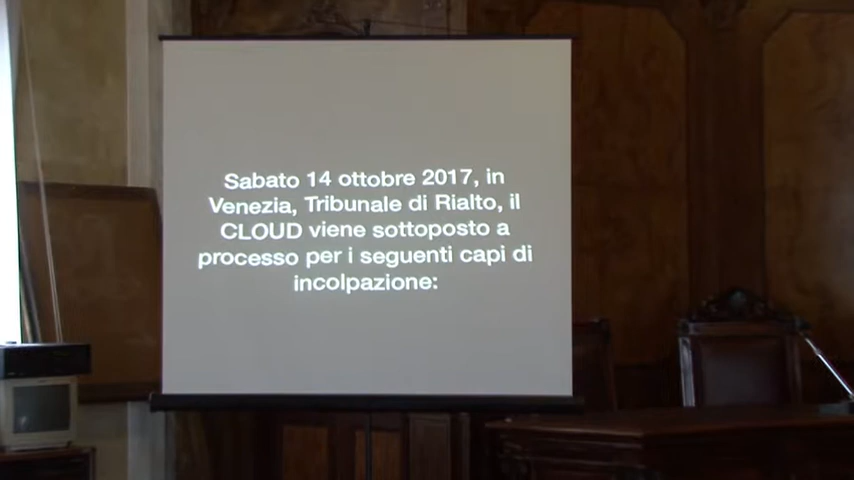 Sabato 14 ottobre 2017, in
Venezia, Tribunale di Rialto, il
CLOUD viene sottoposto a
processo per i seguenti capi di
incolpazione: